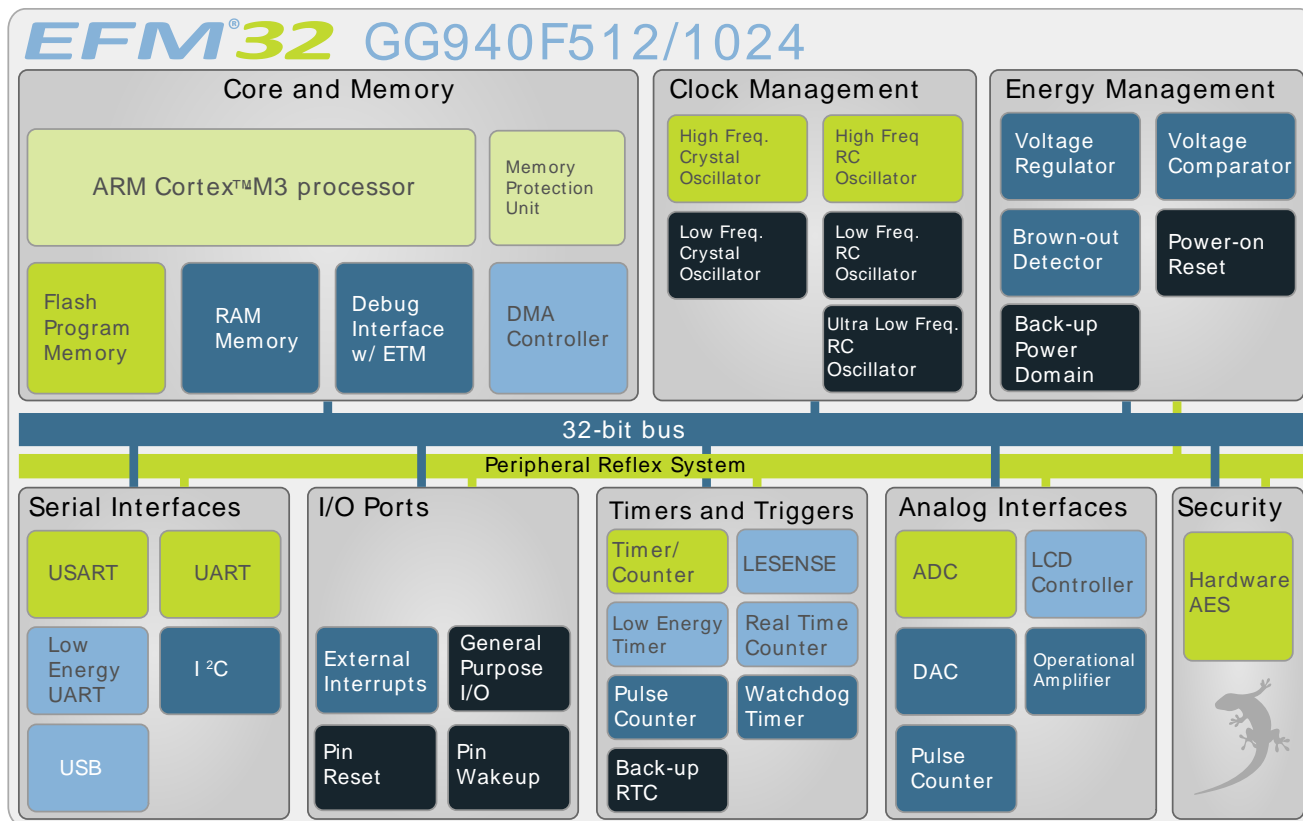 EFM®32 GG940F512/1024
Core and Memory
ARM Cortex™M3 processor
Memory
Protection
Unit
Flash
Program
Memory
RAM
Memory
Debug
Interface
w/ ETM
DMA
Controller
Clock Management
High Freq.
Crystal
Oscillator
High Freq
RC
Oscillator
Low Freq.
Crystal
Oscillator
Low Freq.
RC
Oscillator
Ultra Low Freq.
RC
Oscillator
Energy Management
Voltage
Regulator
Voltage
Comparator
Brown-out
Detector
Power-on
Reset
Back-up
Power
Domain
32-bit bus
Peripheral Reflex System
Serial Interfaces
USART
UART
Low
Energy
UART
I²C
USB
I/O Ports
External
Interrupts
General
Purpose
I/O
Pin
Reset
Pin
Wakeup
Timers and Triggers
Timer/
Counter
LESENSE
Low Energy
Timer
Real Time
Counter
Pulse
Counter
Watchdog
Timer
Back-up
RTC
Analog Interfaces
ADC
LCD
Controller
DAC
Operational
Amplifier
Pulse
Counter
Security
Hardware
AES